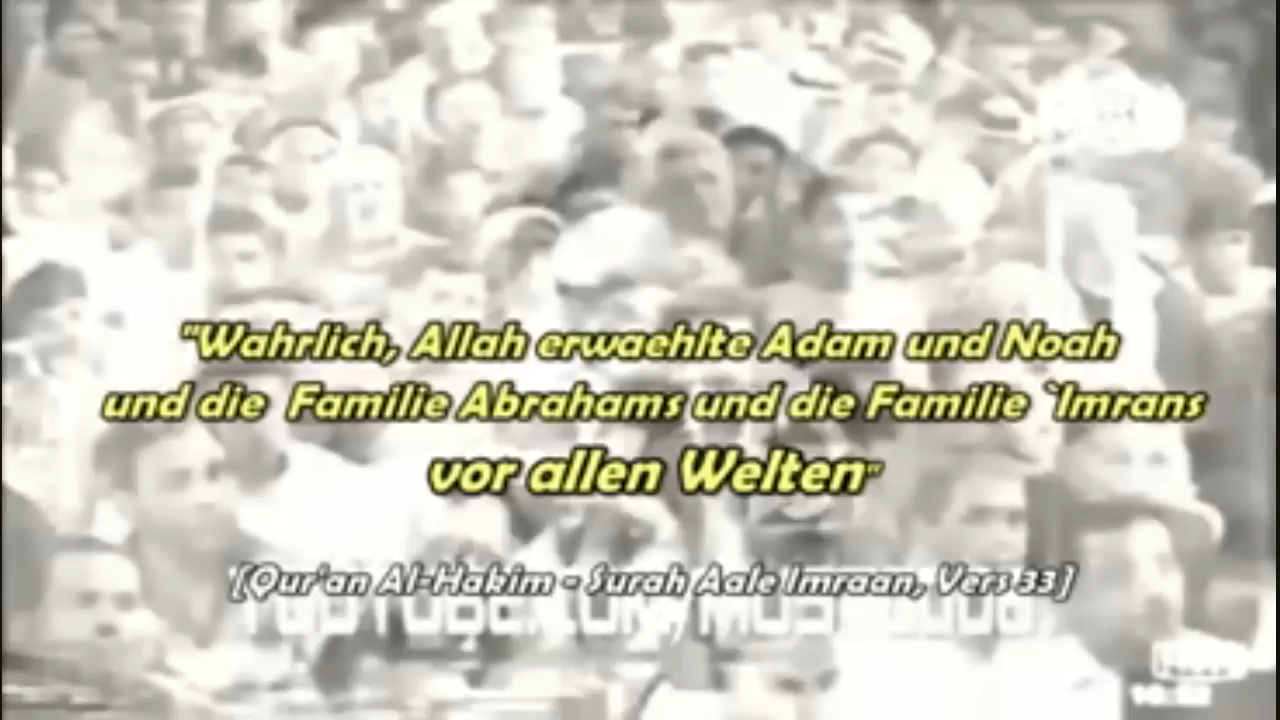 "Wahrlich, Allah erwaehlte Adam und Noah
und die Familie Abrahams und die Familie `Imrans
vor allen Welten"
[Qur'an Al-Hakim - Surah Aale Imraan, Vers 33]